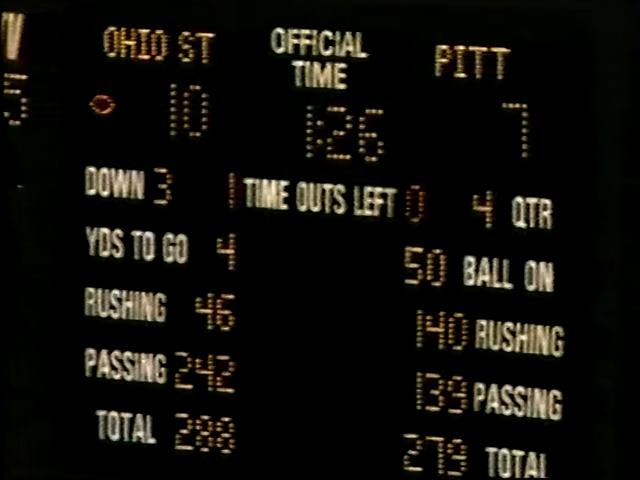 OHIO ST OFFICIAL TIME PITT
5 10 1:26 7
DOWN 3 1 TIME OUTS LEFT 0 4 QTR
YDS TO GO 4 50 BALL ON
RUSHING 46 140 RUSHING
PASSING 242 139 PASSING
TOTAL 288 279 TOTAL